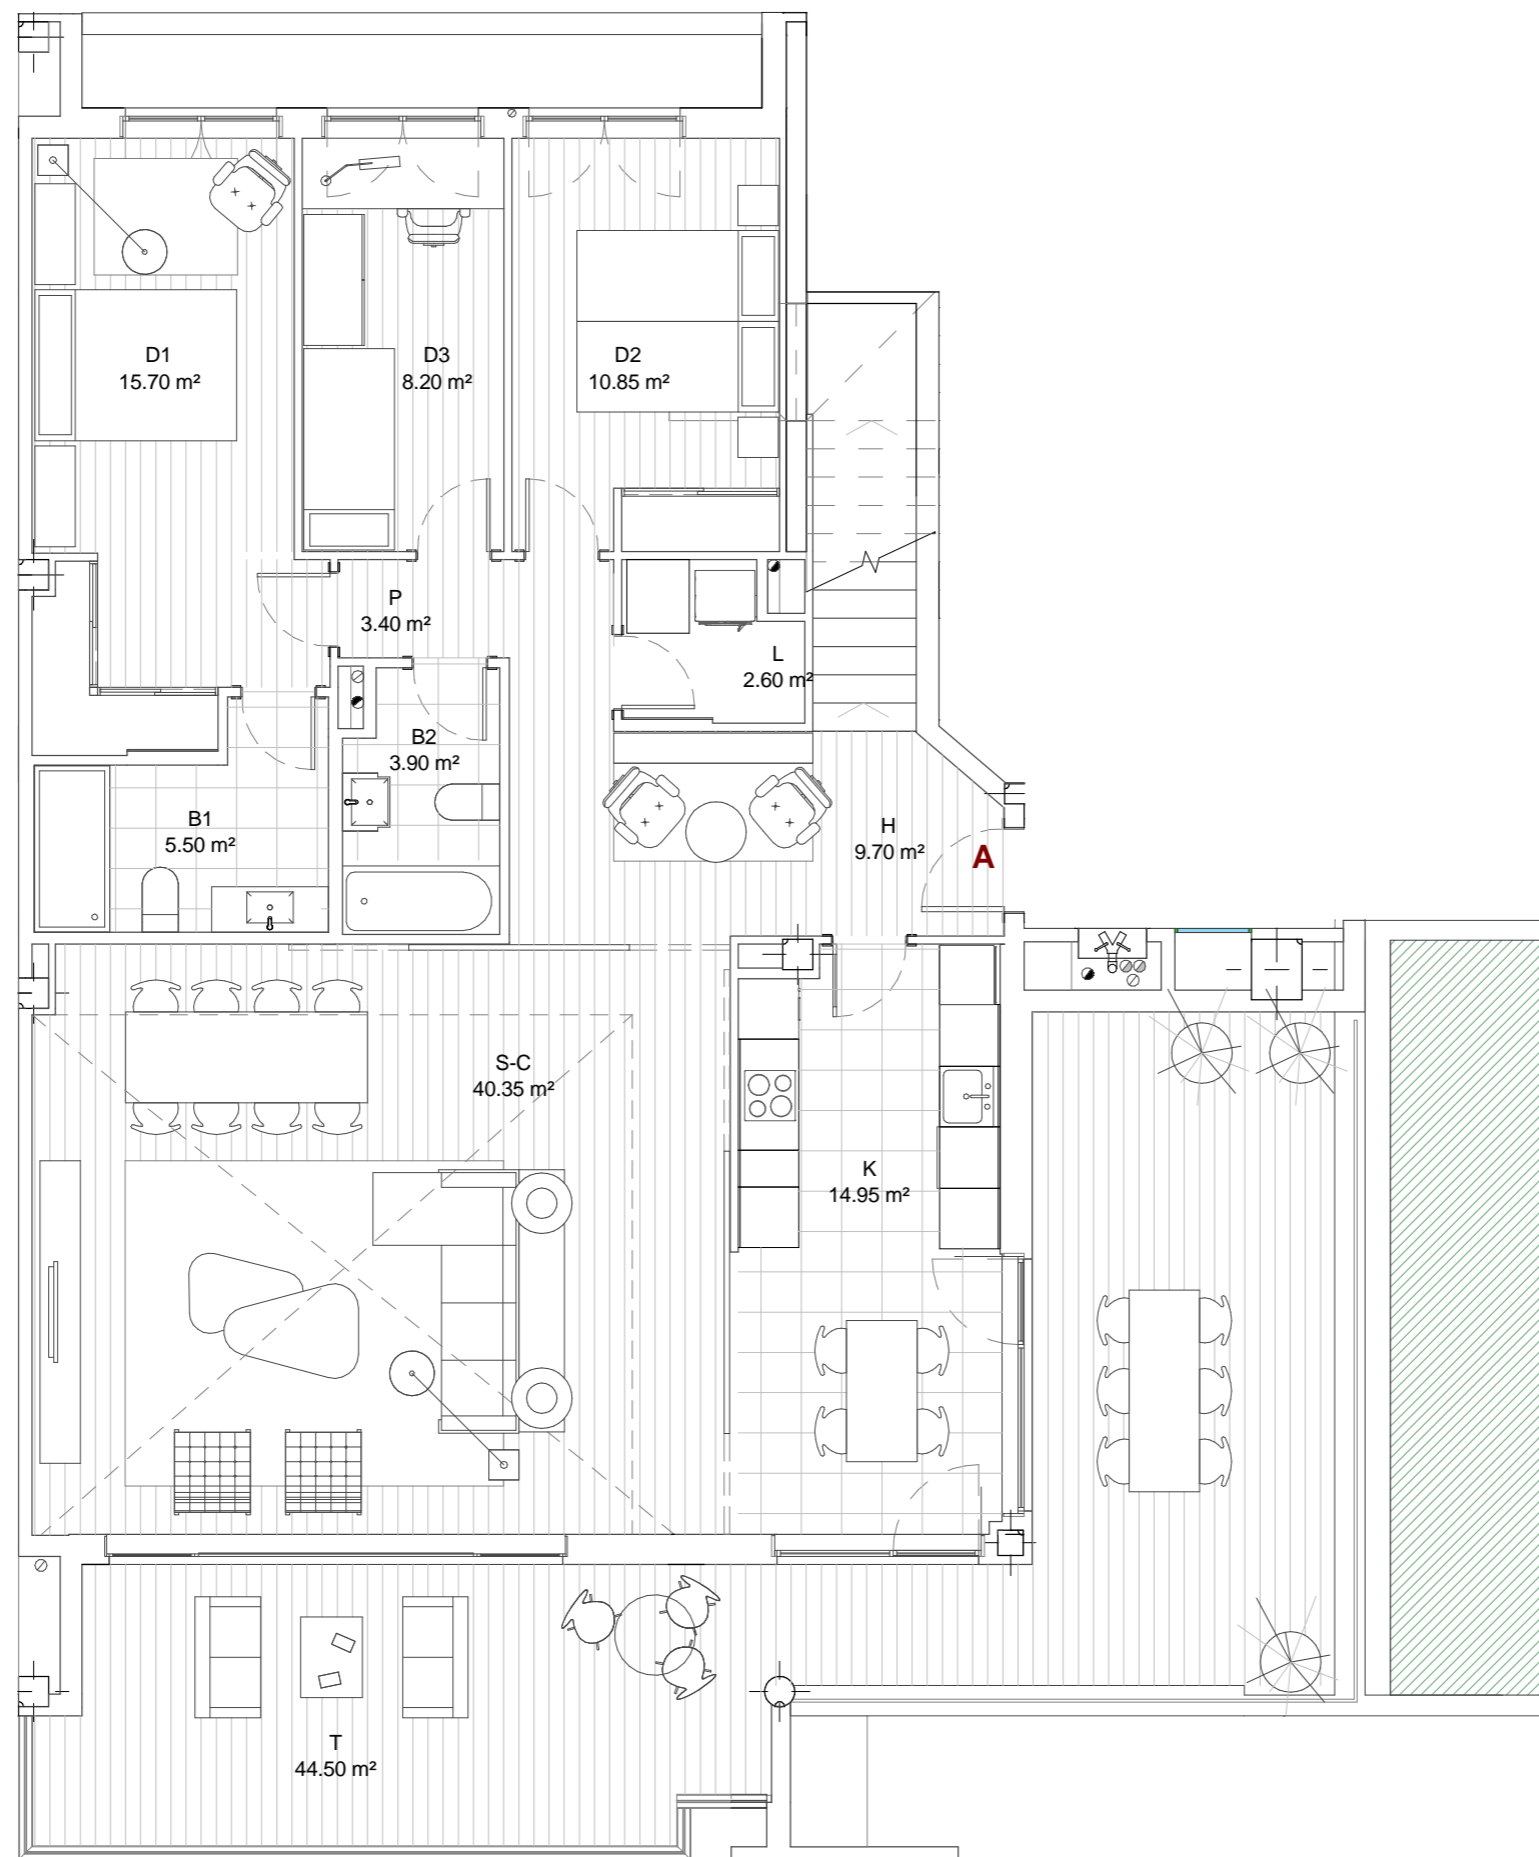 D1
15.70 m²
D3
8.20 m²
D2
10.85 m²
P
3.40 m²
L
2.60 m²
B2
3.90 m²
B1
5.50 m²
H
9.70 m²
A
S-C
40.35 m²
K
14.95 m²
T
44.50 m²